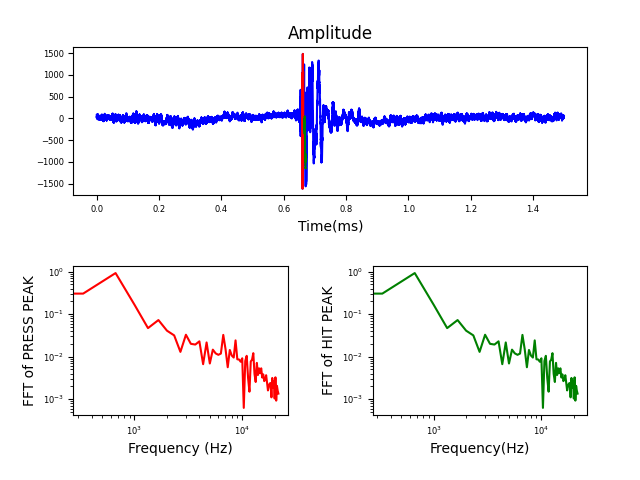 Amplitude
1500
1000
500
0
−500
−1000
−1500
0.0 0.2 0.4 0.6 0.8 1.0 1.2 1.4
Time(ms)
FFT of PRESS PEAK
10⁰
10⁻¹
10⁻²
10⁻³
10³ 10⁴
Frequency (Hz)
FFT of HIT PEAK
10⁰
10⁻¹
10⁻²
10⁻³
10³ 10⁴
Frequency(Hz)